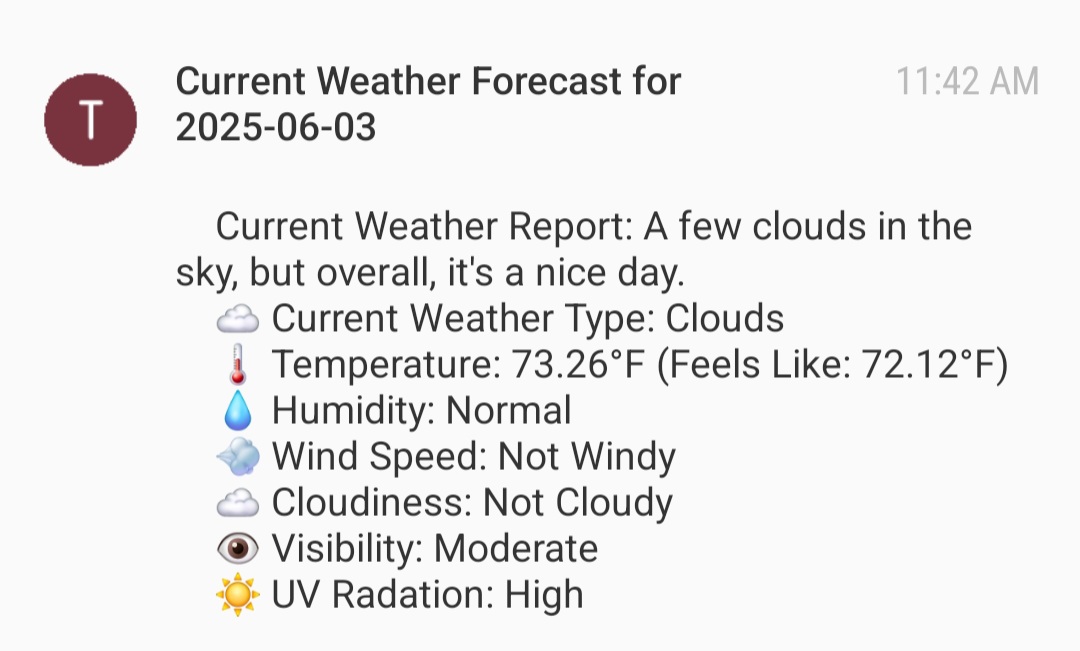 T
Current Weather Forecast for
2025-06-03
11:42 AM
Current Weather Report: A few clouds in the
sky, but overall, it's a nice day.
☁️ Current Weather Type: Clouds
🌡️ Temperature: 73.26°F (Feels Like: 72.12°F)
💧 Humidity: Normal
🌬️ Wind Speed: Not Windy
☁️ Cloudiness: Not Cloudy
👁️ Visibility: Moderate
☀️ UV Radation: High